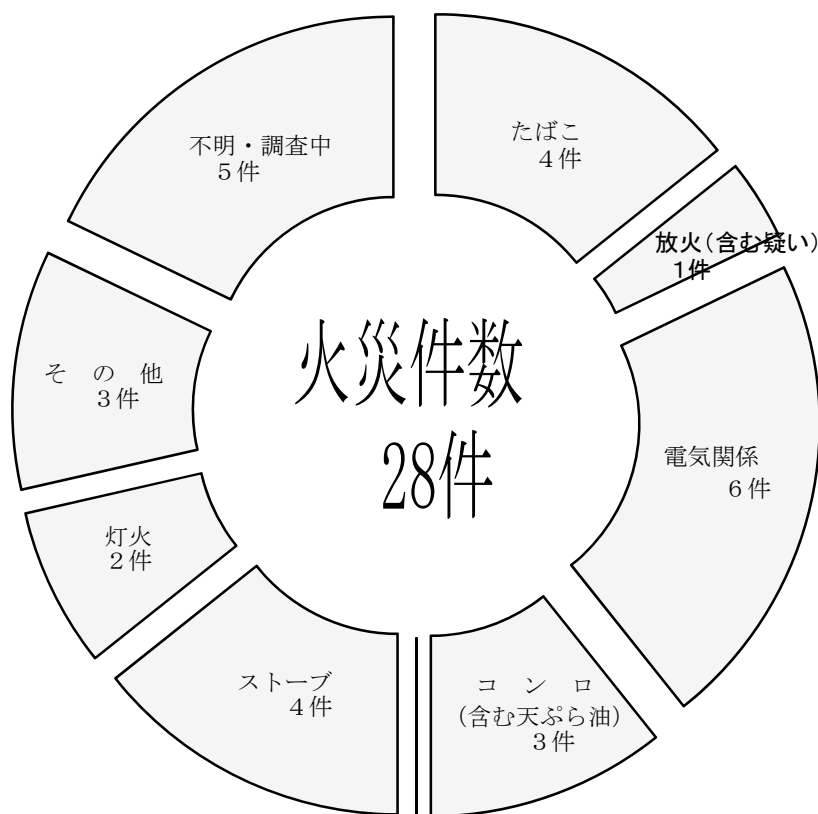 たばこ
４件
放火（含む疑い）
１件
電気関係
６件
コ　ン　ロ
（含む天ぷら油）
３件
ストーブ
４件
灯火
２件
そ　の　他
３件
不明・調査中
５件
火災件数
28件